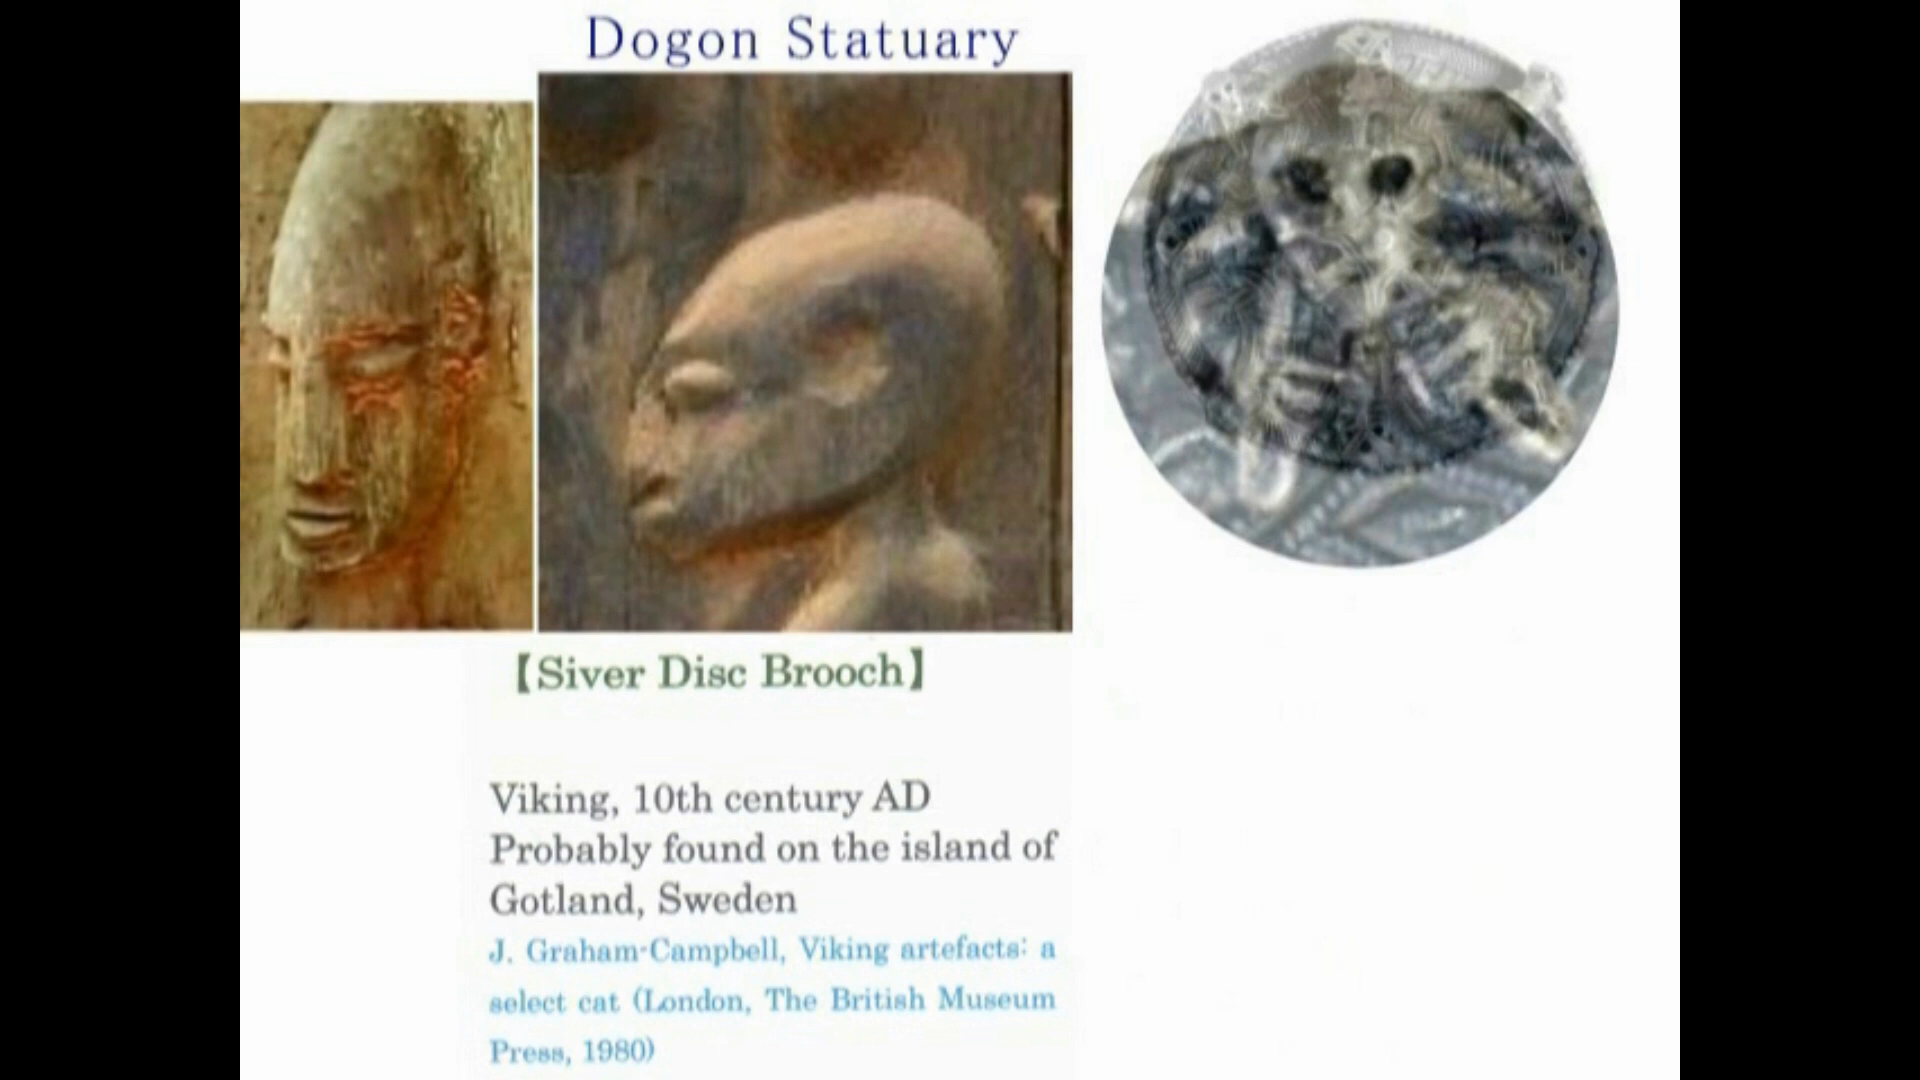 Dogon Statuary
【Siver Disc Brooch】
Viking, 10th century AD
Probably found on the island of
Gotland, Sweden
J. Graham-Campbell, Viking artefacts: a
select cat (London, The British Museum
Press, 1980)